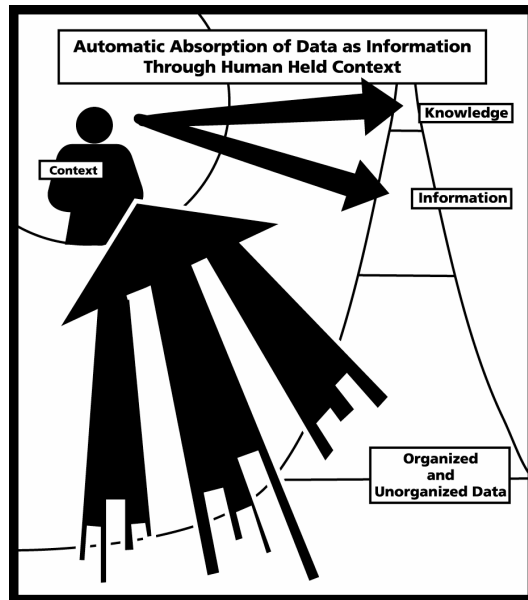 Automatic Absorption of Data as Information
Through Human Held Context
Knowledge
Context
Information
Organized
and
Unorganized Data